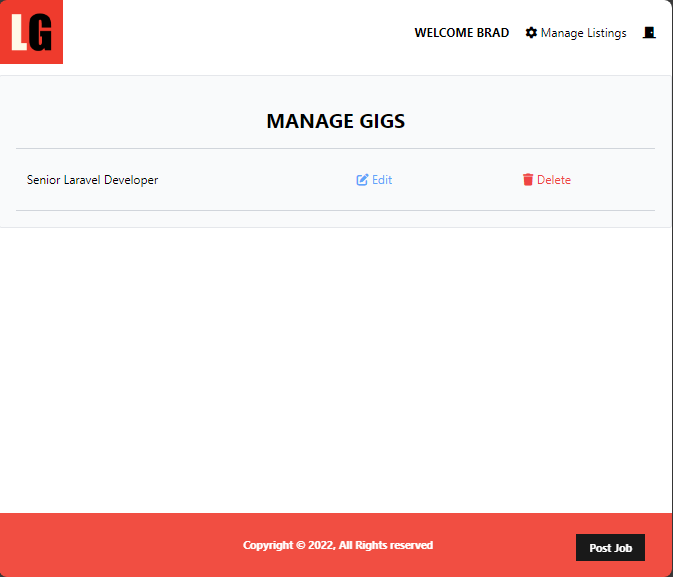 LG
WELCOME BRAD Manage Listings
MANAGE GIGS
Senior Laravel Developer Edit Delete
Copyright © 2022, All Rights reserved
Post Job